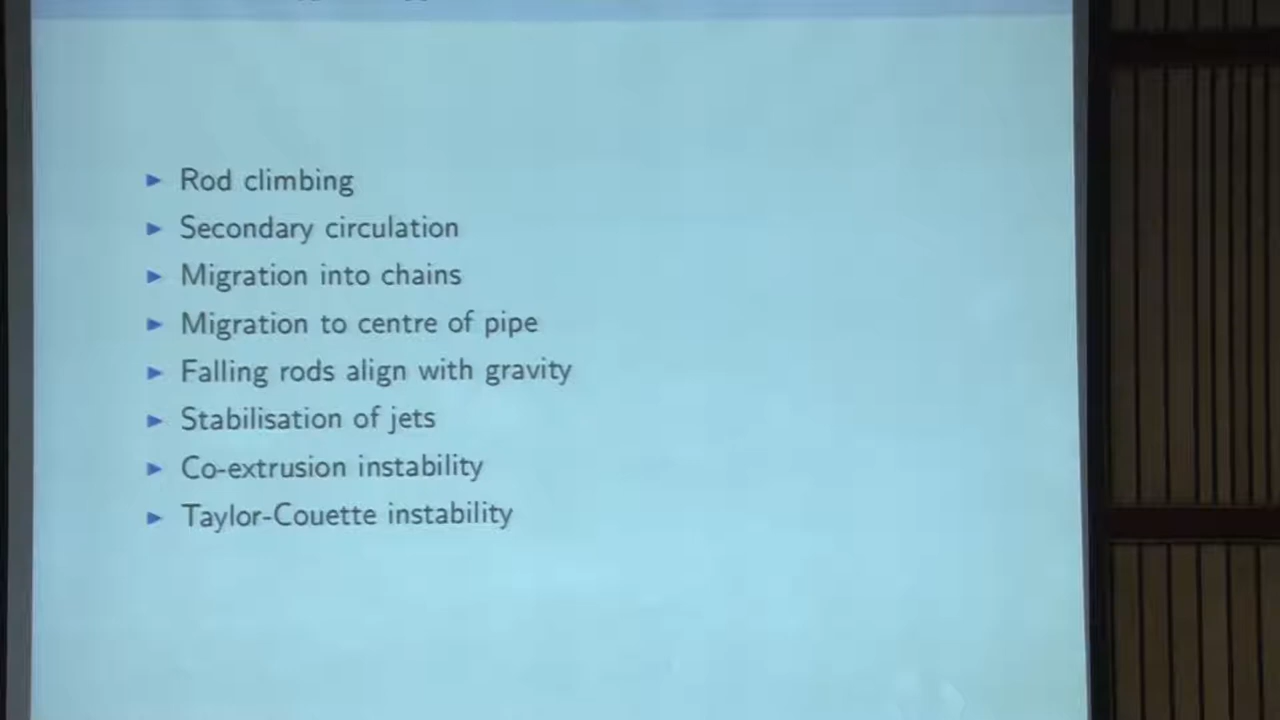 Rod climbing
Secondary circulation
Migration into chains
Migration to centre of pipe
Falling rods align with gravity
Stabilisation of jets
Co-extrusion instability
Taylor-Couette instability